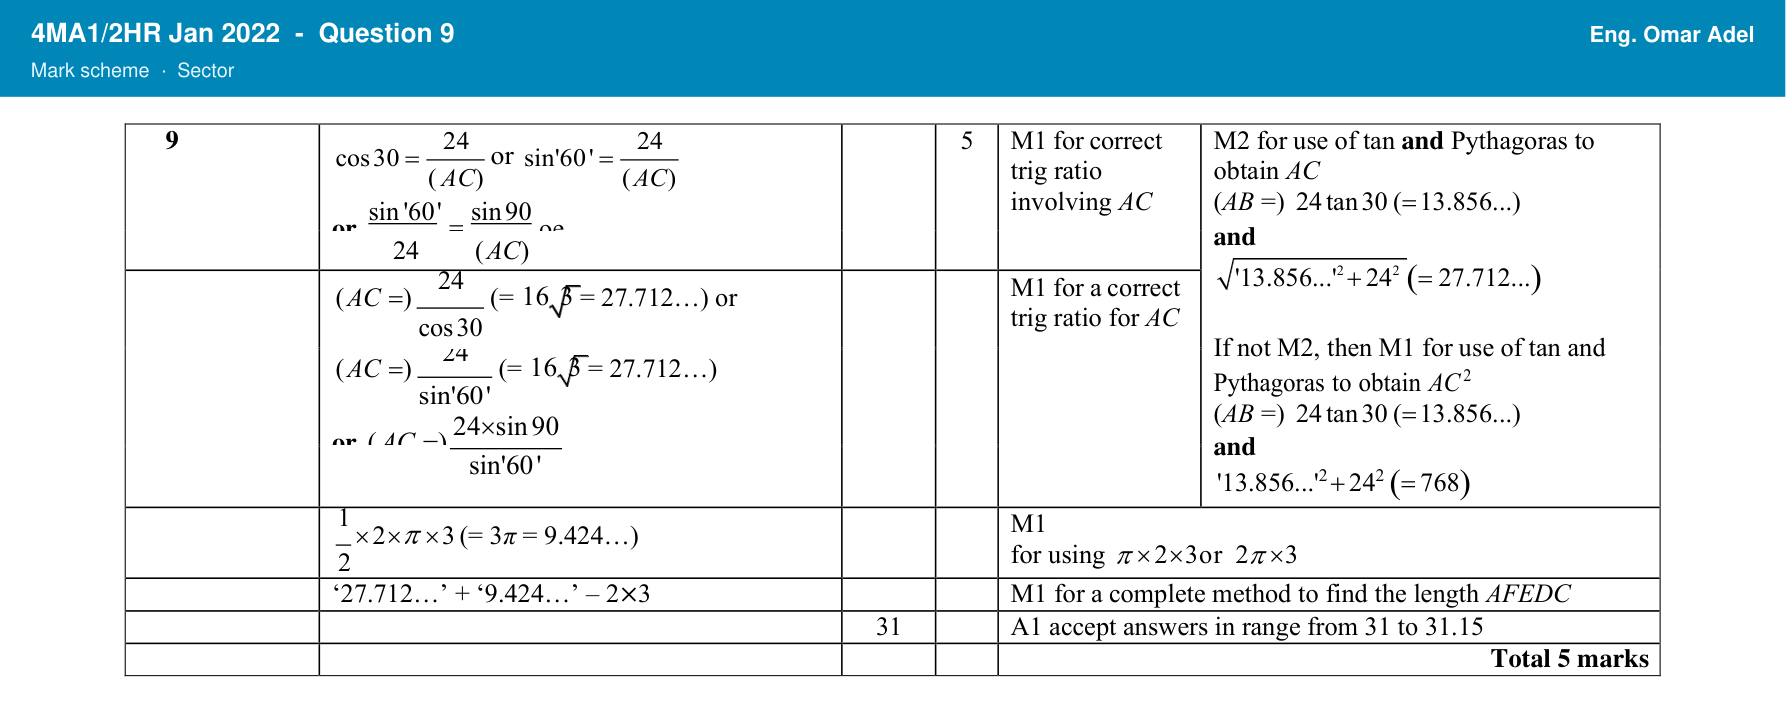 4MA1/2HR Jan 2022 - Question 9
Eng. Omar Adel
Mark scheme · Sector
9
cos 30 = 24/(AC) or sin'60' = 24/(AC)
or sin'60'/24 = sin 90/(AC) oe
5
M1 for correct
trig ratio
involving AC
M2 for use of tan and Pythagoras to
obtain AC
(AB =) 24 tan 30 (= 13.856...)
and
√('13.856...'² + 24²) (= 27.712...)
(AC =) 24/cos 30 (= 16√3 = 27.712…) or
(AC =) 24/sin'60' (= 16√3 = 27.712…)
or (AC =) 24×sin 90/sin'60'
M1 for a correct
trig ratio for AC
If not M2, then M1 for use of tan and
Pythagoras to obtain AC²
(AB =) 24 tan 30 (= 13.856...)
and
'13.856...'² + 24² (= 768)
1/2 × 2 × π × 3 (= 3π = 9.424…)
M1
for using π × 2 × 3 or 2π × 3
‘27.712…’ + ‘9.424…’ – 2×3
M1 for a complete method to find the length AFEDC
31
A1 accept answers in range from 31 to 31.15
Total 5 marks